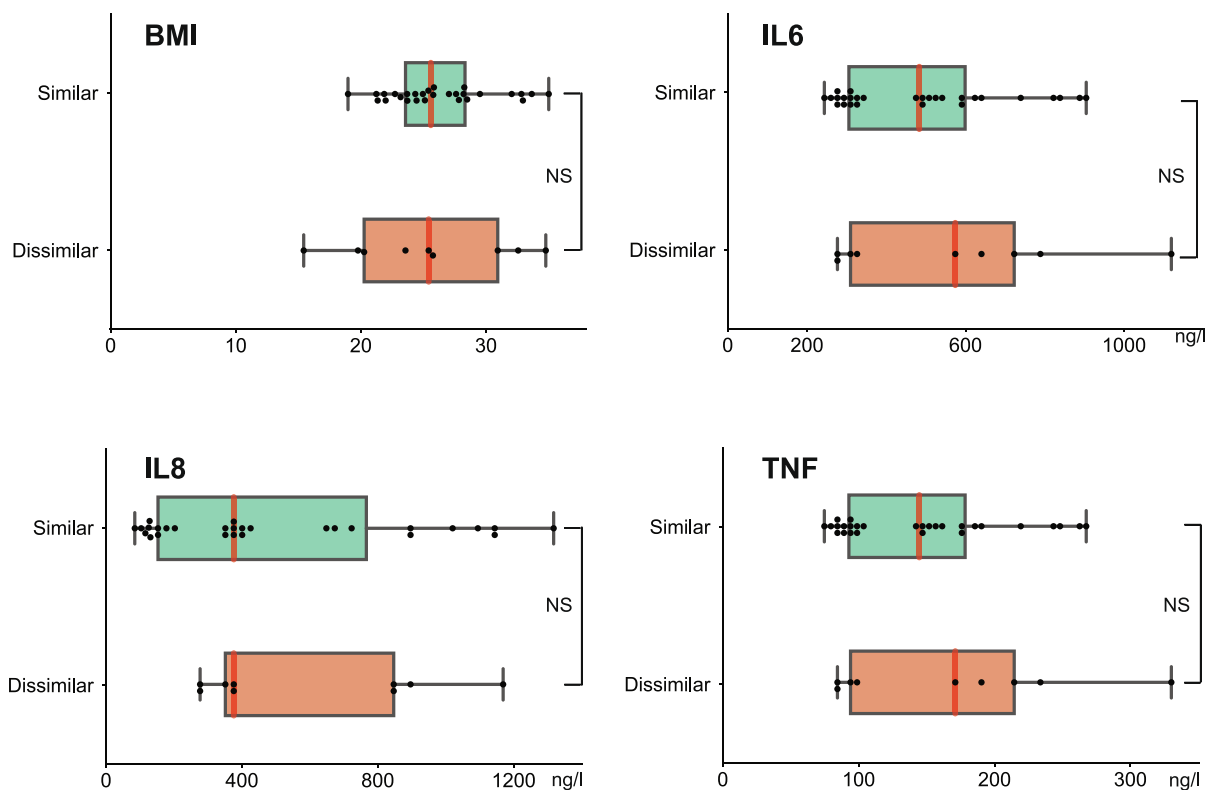 BMI
Similar
NS
Dissimilar
0 10 20 30
IL6
Similar
NS
Dissimilar
0 200 600 1000 ng/l
IL8
Similar
NS
Dissimilar
0 400 800 1200 ng/l
TNF
Similar
NS
Dissimilar
0 100 200 300 ng/l